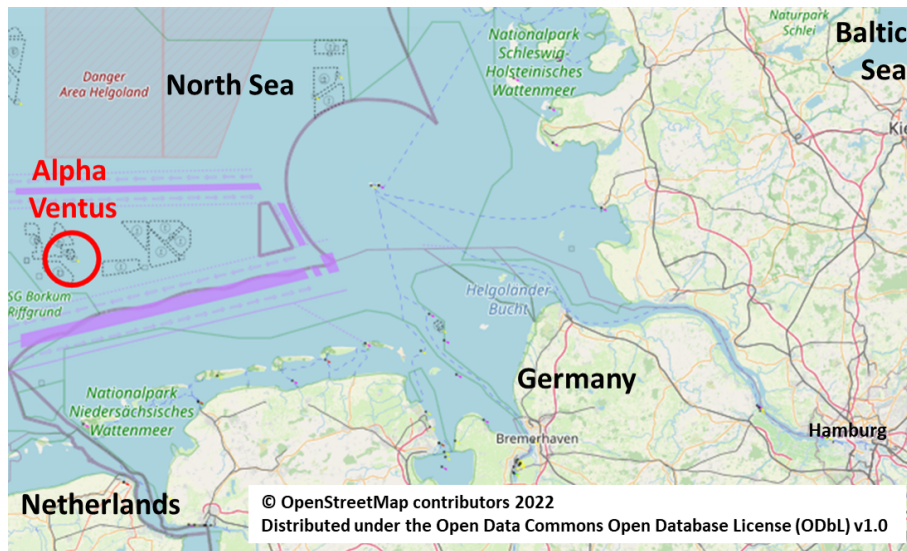 Nationalpark
Schleswig-
Holsteinisches
Wattenmeer
Naturpark
Schlei
Baltic
Sea
Danger
Area Helgoland
North Sea
Kie
Alpha
Ventus
SG Borkum
Riffgrund
Helgoländer
Bucht
Germany
Nationalpark
Niedersächsisches
Wattenmeer
Bremerhaven
Hamburg
Netherlands
© OpenStreetMap contributors 2022
Distributed under the Open Data Commons Open Database License (ODbL) v1.0